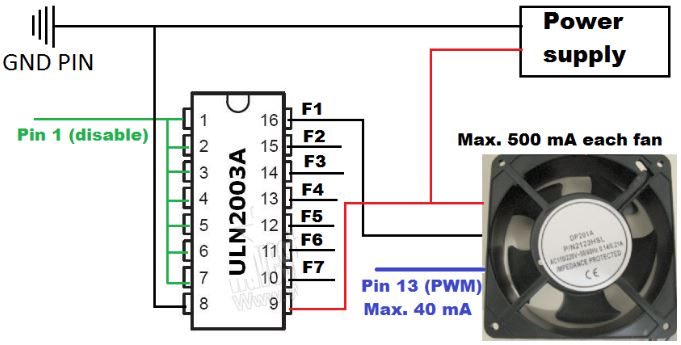 Power
supply
GND PIN
Pin 1 (disable)
1
2
3
4
5
6
7
8
ULN2003A
16
15
14
13
12
11
10
9
F1
F2
F3
F4
F5
F6
F7
Max. 500 mA each fan
DP201A
P/N2123HSL
AC110/220V~50/60Hz 0.14/0.21A
IMPEDANCE PROTECTED
CE
Pin 13 (PWM)
Max. 40 mA